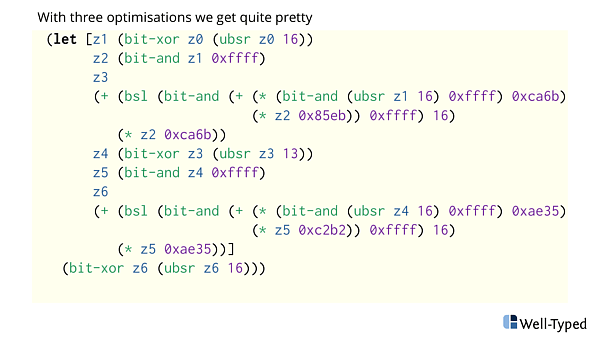 With three optimisations we get quite pretty
(let [z1 (bit-xor z0 (ubsr z0 16))
z2 (bit-and z1 0xffff)
z3
(+ (bsl (bit-and (+ (* (bit-and (ubsr z1 16) 0xffff) 0xca6b)
(* z2 0x85eb)) 0xffff) 16)
(* z2 0xca6b))
z4 (bit-xor z3 (ubsr z3 13))
z5 (bit-and z4 0xffff)
z6
(+ (bsl (bit-and (+ (* (bit-and (ubsr z4 16) 0xffff) 0xae35)
(* z5 0xc2b2)) 0xffff) 16)
(* z5 0xae35))]
(bit-xor z6 (ubsr z6 16)))
Well-Typed